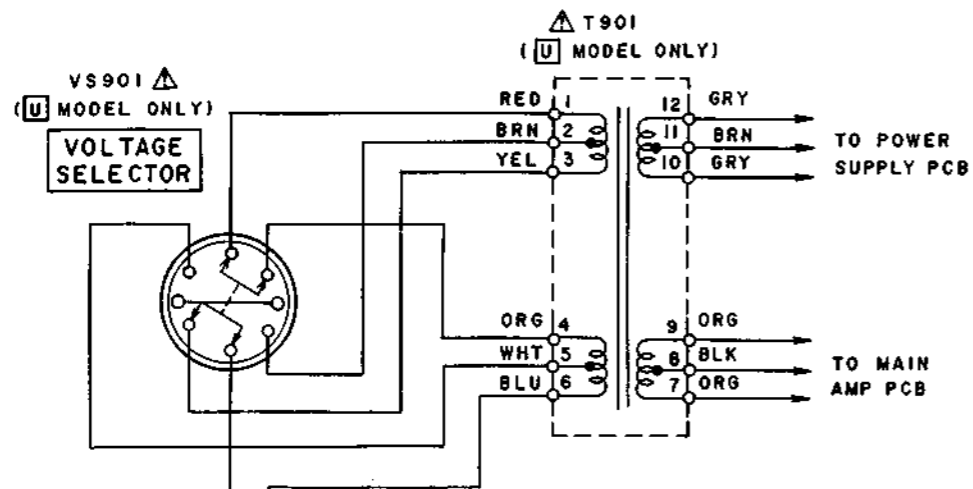 ⚠ T901
(U MODEL ONLY)
VS901 ⚠
(U MODEL ONLY)
VOLTAGE
SELECTOR
RED 1
BRN 2
YEL 3
12 GRY
11 BRN
10 GRY
TO POWER
SUPPLY PCB
ORG 4
WHT 5
BLU 6
9 ORG
8 BLK
7 ORG
TO MAIN
AMP PCB